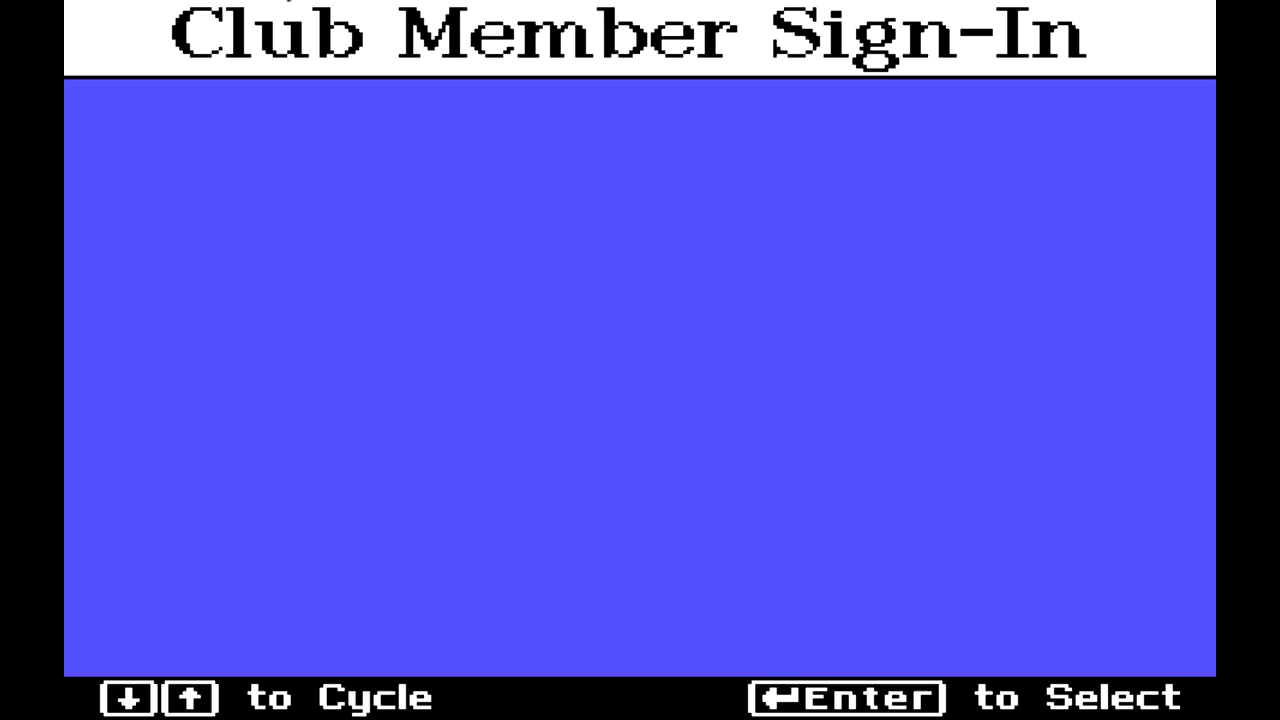 Club Member Sign-In
↓ ↑ to Cycle
↵Enter to Select